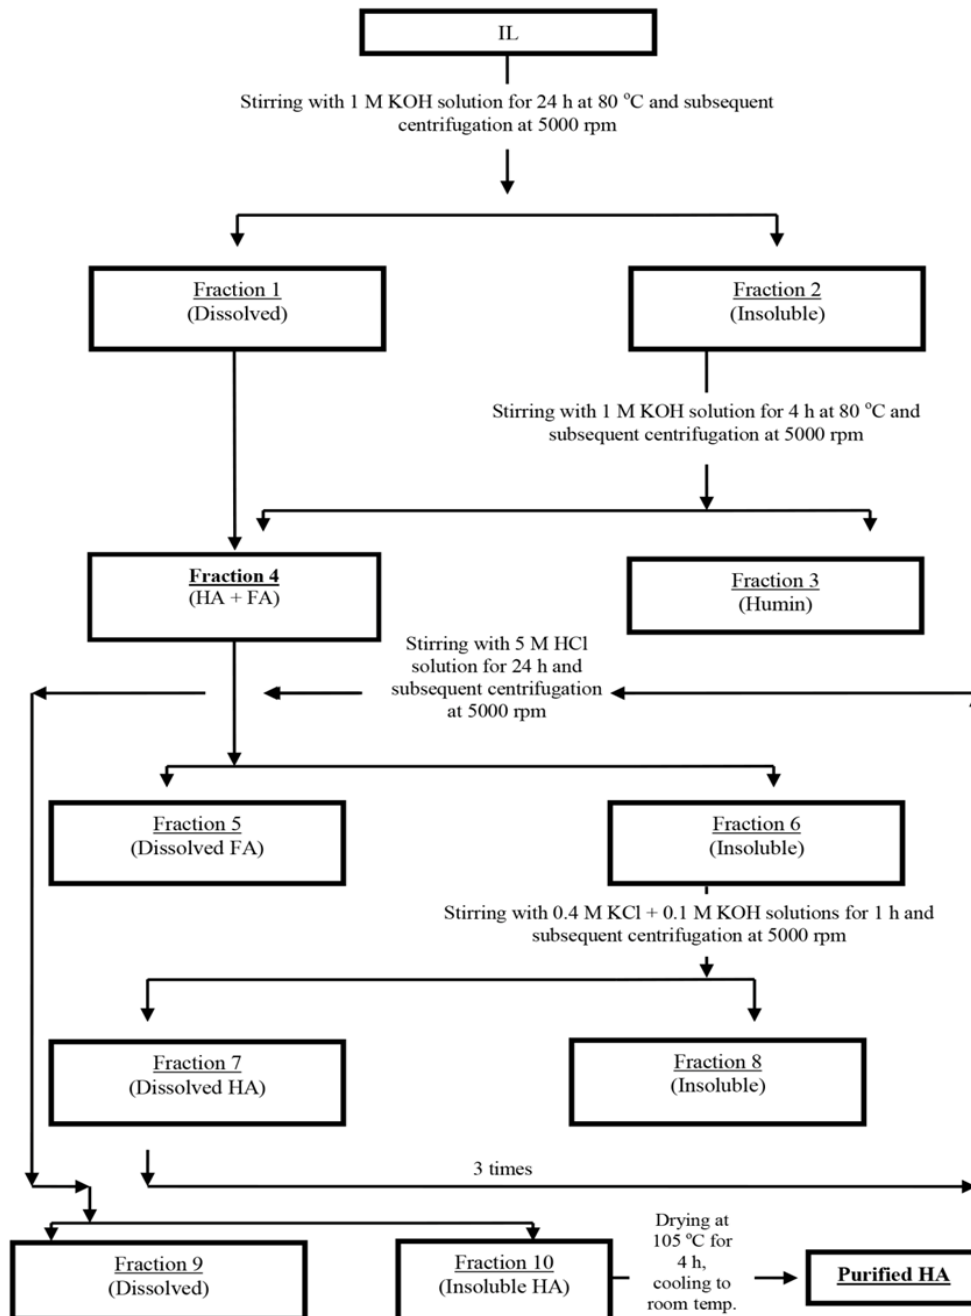 IL
Stirring with 1 M KOH solution for 24 h at 80 °C and subsequent
centrifugation at 5000 rpm
Fraction 1
(Dissolved)
Fraction 2
(Insoluble)
Stirring with 1 M KOH solution for 4 h at 80 °C and
subsequent centrifugation at 5000 rpm
Fraction 4
(HA + FA)
Fraction 3
(Humin)
Stirring with 5 M HCl
solution for 24 h and
subsequent centrifugation
at 5000 rpm
Fraction 5
(Dissolved FA)
Fraction 6
(Insoluble)
Stirring with 0.4 M KCl + 0.1 M KOH solutions for 1 h and
subsequent centrifugation at 5000 rpm
Fraction 7
(Dissolved HA)
Fraction 8
(Insoluble)
3 times
Fraction 9
(Dissolved)
Fraction 10
(Insoluble HA)
Drying at
105 °C for
4 h,
cooling to
room temp.
Purified HA